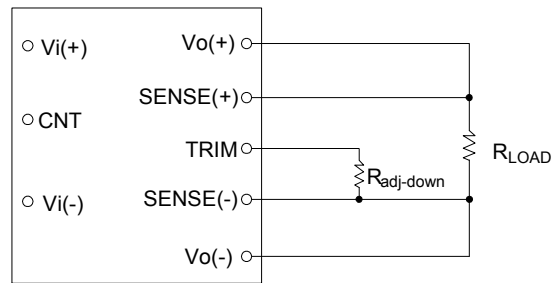 Vi(+)
CNT
Vi(-)
Vo(+)
SENSE(+)
TRIM
SENSE(-)
Vo(-)
Radj-down
RLOAD